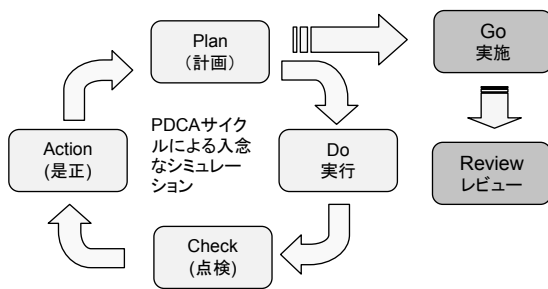 Plan
(計画）
Go
実施
PDCAサイク
ルによる入念
なシミュレー
ション
Action
(是正)
Do
実行
Review
レビュー
Check
(点検)